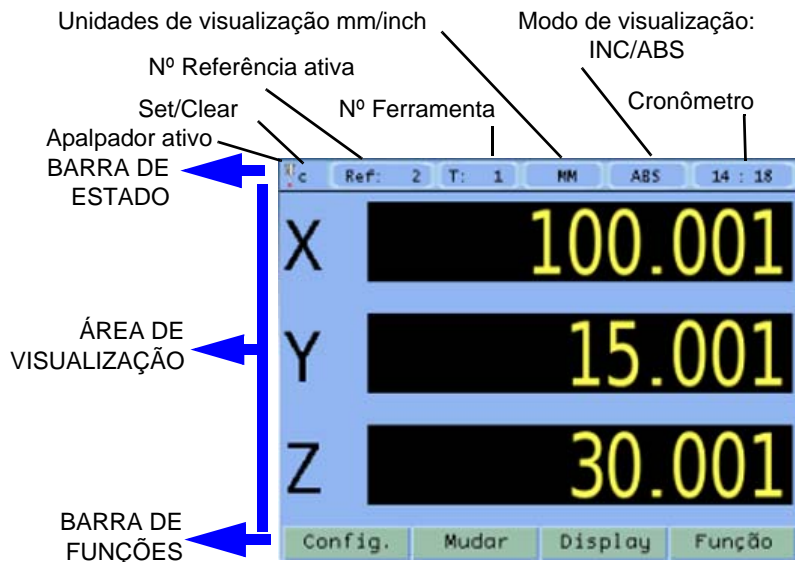 Unidades de visualização mm/inch
Modo de visualização:
INC/ABS
Nº Referência ativa
Set/Clear
Nº Ferramenta
Cronômetro
Apalpador ativo
BARRA DE
ESTADO
c Ref: 2 T: 1 MM ABS 14 : 18
X 100.001
ÁREA DE
VISUALIZAÇÃO
Y 15.001
Z 30.001
BARRA DE
FUNÇÕES
Config. Mudar Display Função